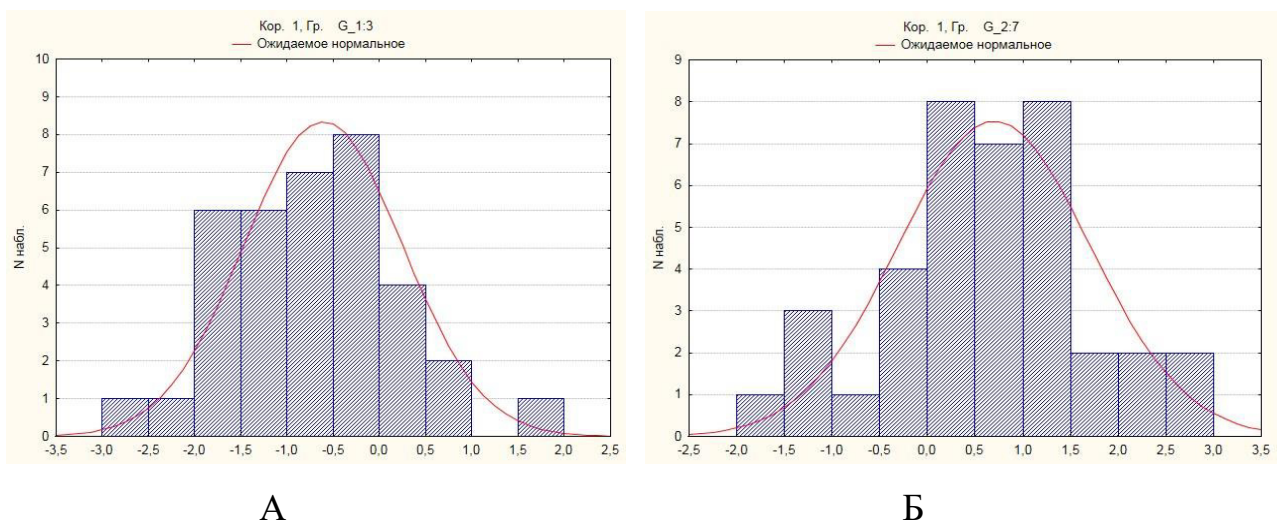 Кор. 1, Гр. G_1:3
Ожидаемое нормальное
N набл.
10
9
8
7
6
5
4
3
2
1
0
-3,5 -3,0 -2,5 -2,0 -1,5 -1,0 -0,5 0,0 0,5 1,0 1,5 2,0 2,5
А
Кор. 1, Гр. G_2:7
Ожидаемое нормальное
N набл.
9
8
7
6
5
4
3
2
1
0
-2,5 -2,0 -1,5 -1,0 -0,5 0,0 0,5 1,0 1,5 2,0 2,5 3,0 3,5
Б